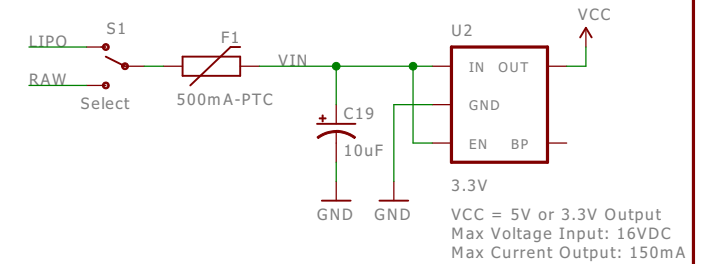 S1
LIPO
RAW
Select
F1
500mA-PTC
VIN
+
C19
10uF
GND
GND
U2
VCC
IN OUT
GND
EN BP
3.3V
VCC = 5V or 3.3V Output
Max Voltage Input: 16VDC
Max Current Output: 150mA